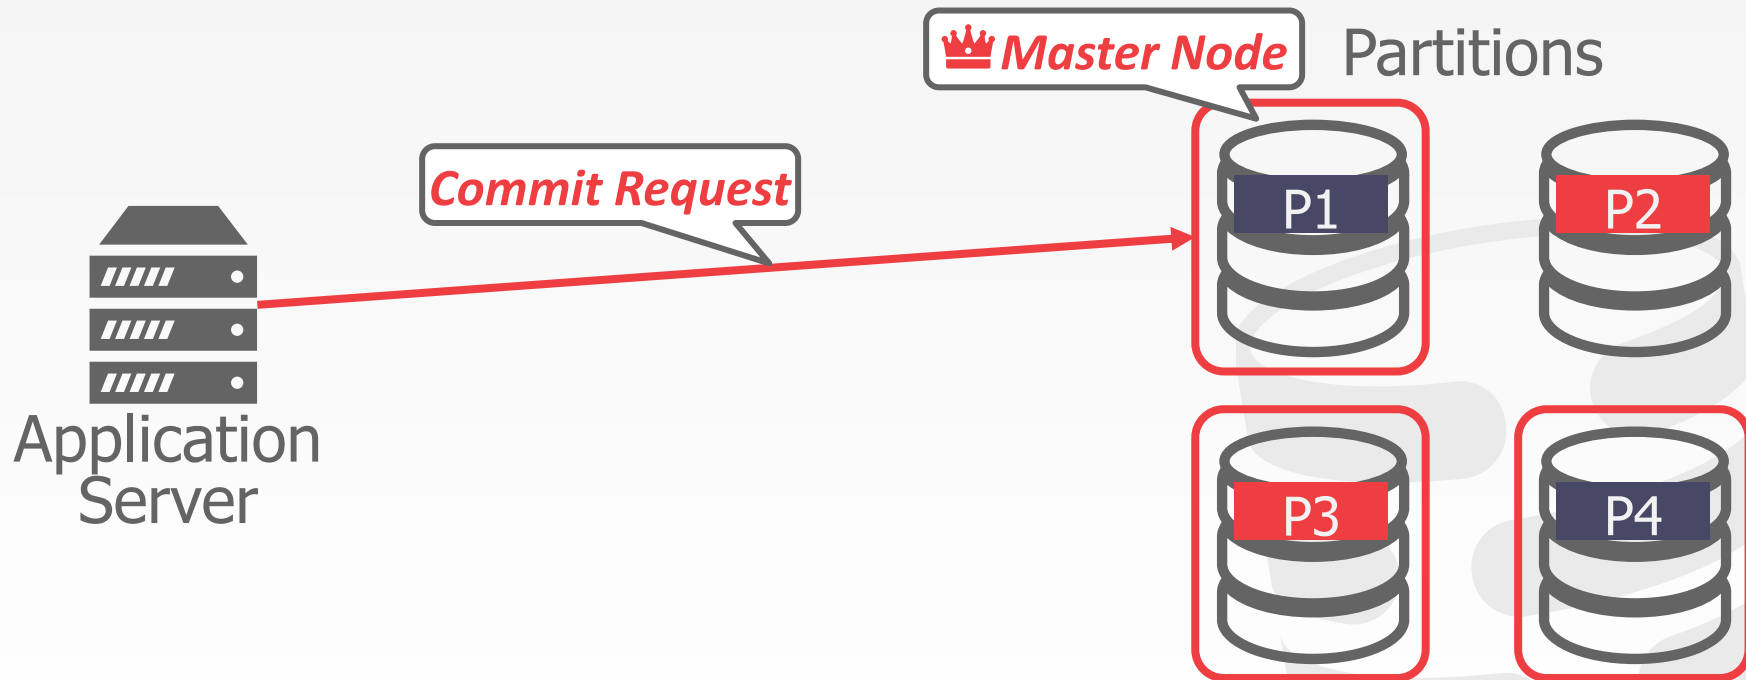 Master Node
Partitions
Commit Request
P1
P2
Application
Server
P3
P4